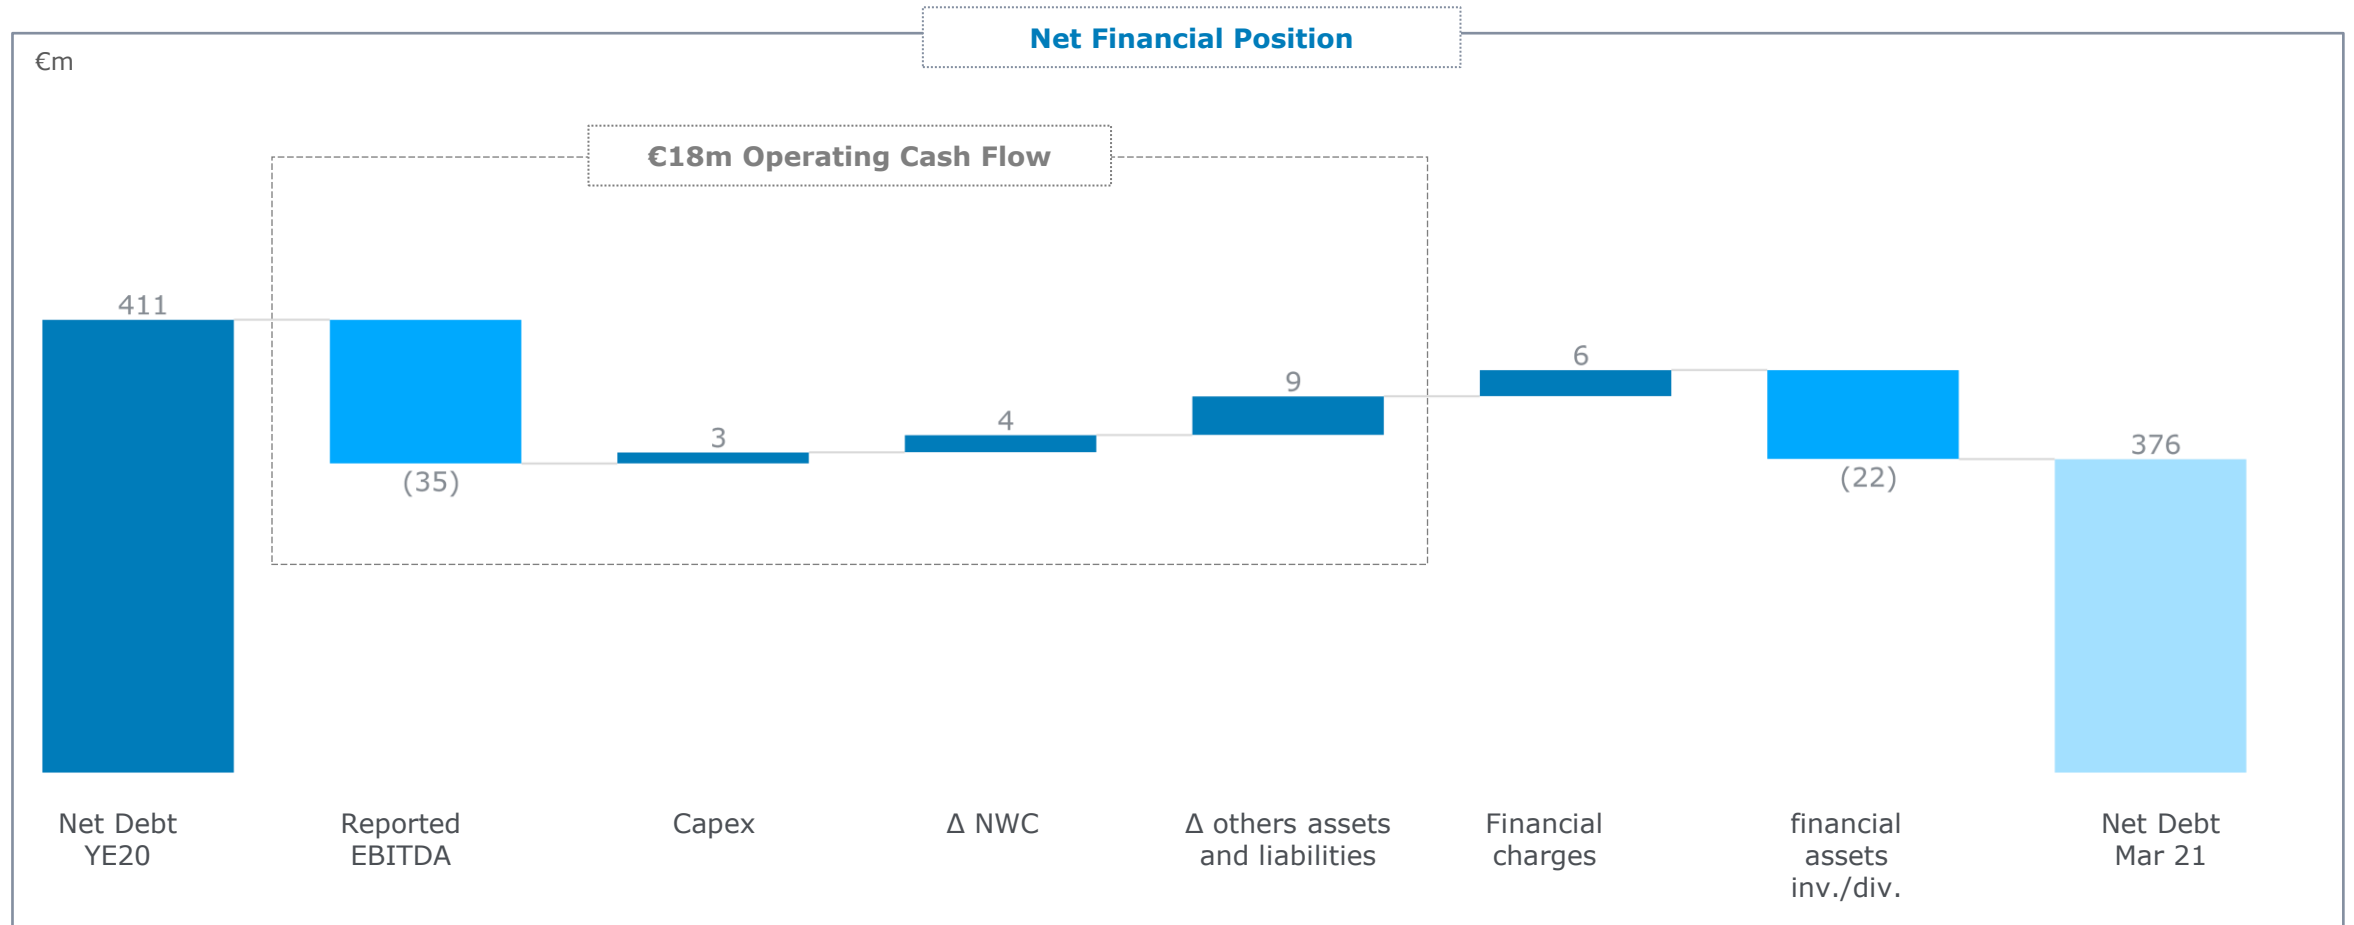 Net Financial Position
€m
€18m Operating Cash Flow
411
(35)
3
4
9
6
(22)
376
Net Debt
YE20
Reported
EBITDA
Capex
Δ NWC
Δ others assets
and liabilities
Financial
charges
financial
assets
inv./div.
Net Debt
Mar 21